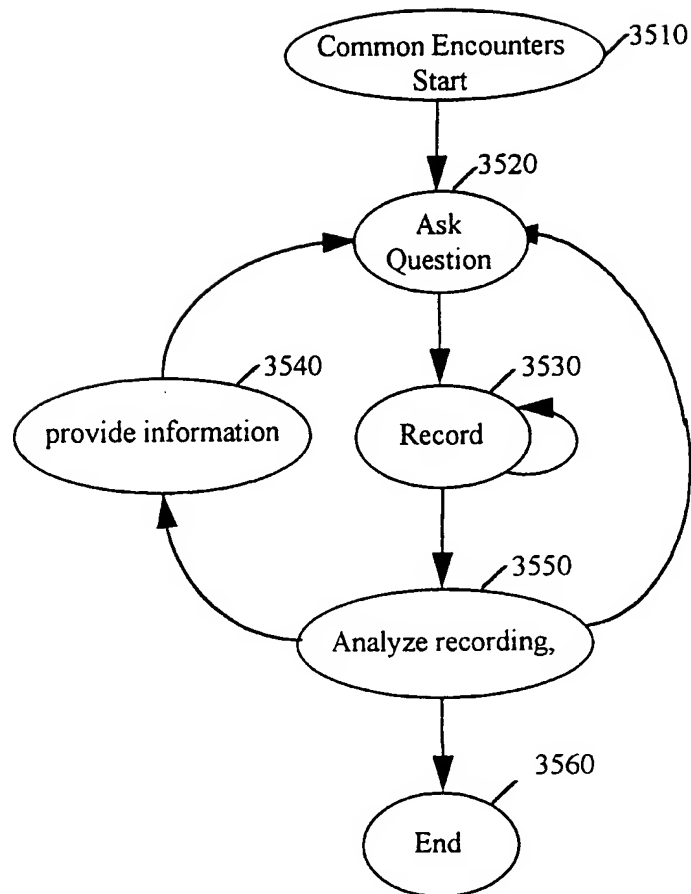 Common Encounters
Start
3510
3520
Ask
Question
3540
provide information
3530
Record
3550
Analyze recording,
3560
End